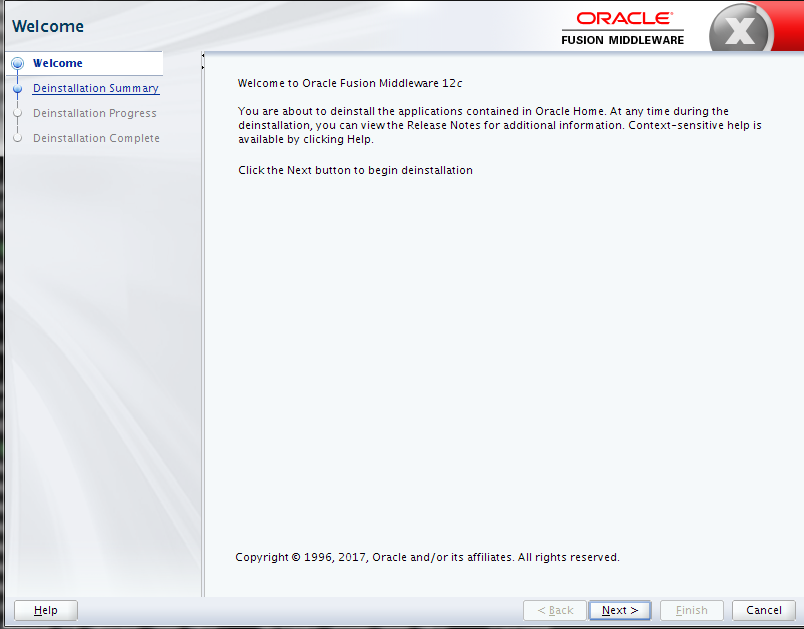 Welcome
ORACLE®
FUSION MIDDLEWARE
X
Welcome
Deinstallation Summary
Deinstallation Progress
Deinstallation Complete
Welcome to Oracle Fusion Middleware 12c
You are about to deinstall the applications contained in Oracle Home. At any time during the
deinstallation, you can view the Release Notes for additional information. Context-sensitive help is
available by clicking Help.
Click the Next button to begin deinstallation
Copyright © 1996, 2017, Oracle and/or its affiliates. All rights reserved.
Help
< Back
Next >
Finish
Cancel